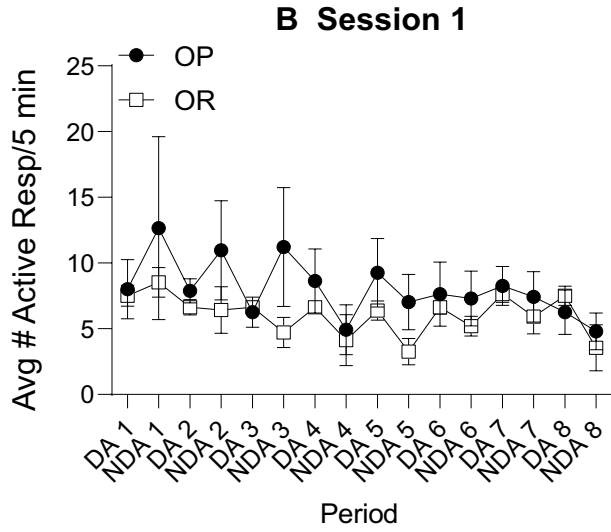 B Session 1
OP
OR
25
20
15
10
5
0
Avg # Active Resp/5 min
DA 1
NDA 1
DA 2
NDA 2
DA 3
NDA 3
DA 4
NDA 4
DA 5
NDA 5
DA 6
NDA 6
DA 7
NDA 7
DA 8
NDA 8
Period